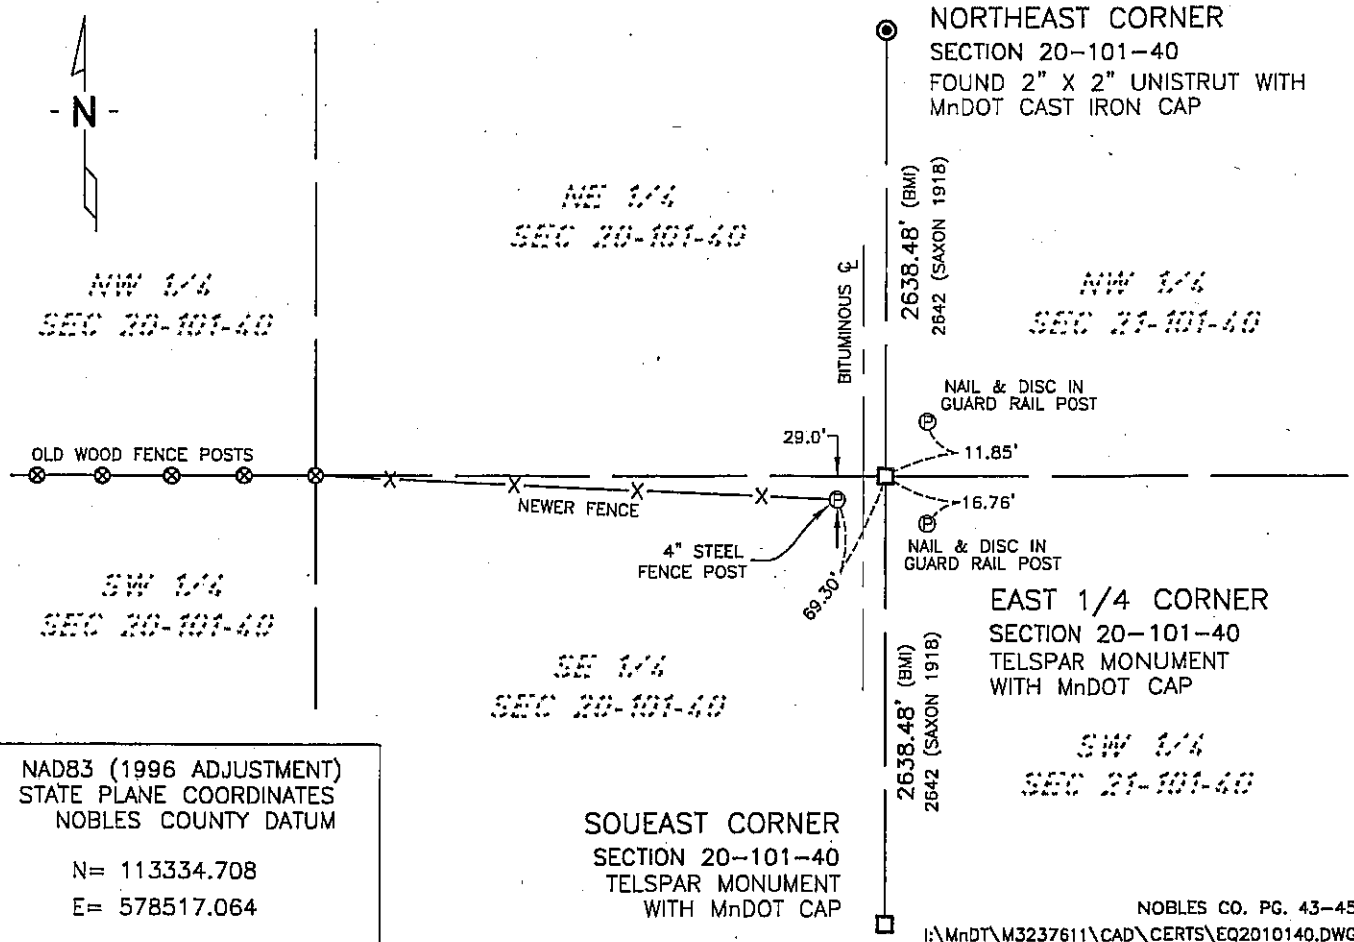 NORTHEAST CORNER
SECTION 20-101-40
FOUND 2" X 2" UNISTRUT WITH
MnDOT CAST IRON CAP
- N -
NE 1/4
SEC 20-101-40
2638.48' (BMI)
2642 (SAXON 1918)
NW 1/4
SEC 20-101-40
BITUMINOUS ℄
NW 1/4
SEC 21-101-40
NAIL & DISC IN
GUARD RAIL POST
P
29.0'
11.85'
OLD WOOD FENCE POSTS
NEWER FENCE
P
16.76'
P
4" STEEL
FENCE POST
NAIL & DISC IN
GUARD RAIL POST
69.30'
SW 1/4
SEC 20-101-40
EAST 1/4 CORNER
SECTION 20-101-40
TELSPAR MONUMENT
WITH MnDOT CAP
SE 1/4
SEC 20-101-40
2638.48' (BMI)
2642 (SAXON 1918)
SW 1/4
SEC 21-101-40
NAD83 (1996 ADJUSTMENT)
STATE PLANE COORDINATES
NOBLES COUNTY DATUM
N= 113334.708
E= 578517.064
SOUEAST CORNER
SECTION 20-101-40
TELSPAR MONUMENT
WITH MnDOT CAP
NOBLES CO. PG. 43-45
I:\MnDT\M3237611\CAD\CERTS\EQ2010140.DWG